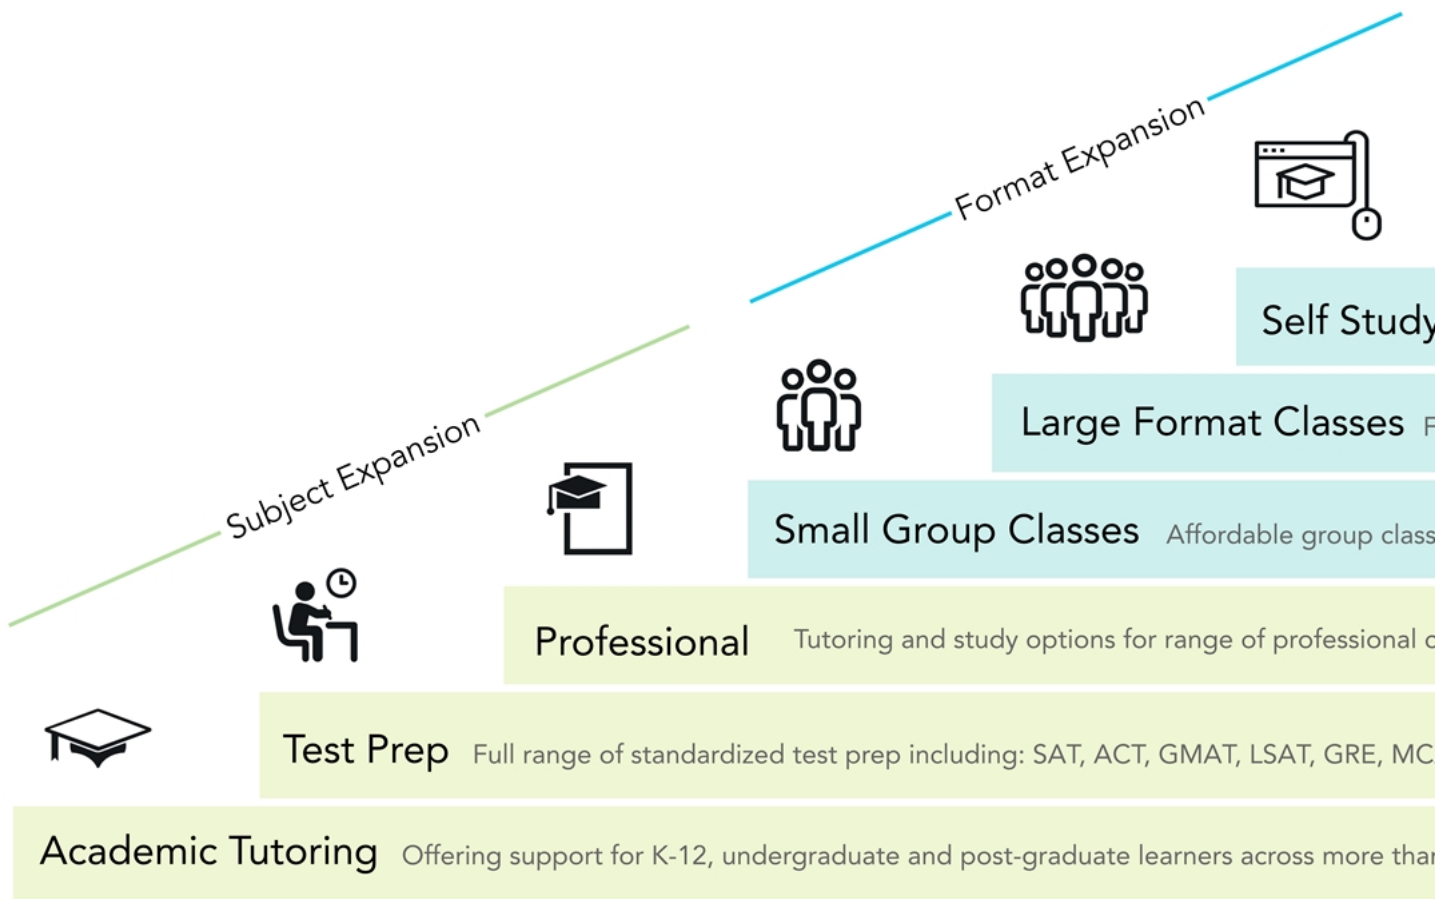 Format Expansion
Self Study
Large Format Classes
Subject Expansion
Small Group Classes Affordable group class
Professional Tutoring and study options for range of professional
Test Prep Full range of standardized test prep including: SAT, ACT, GMAT, LSAT, GRE,
Academic Tutoring Offering support for K-12, undergraduate and post-graduate learners across more